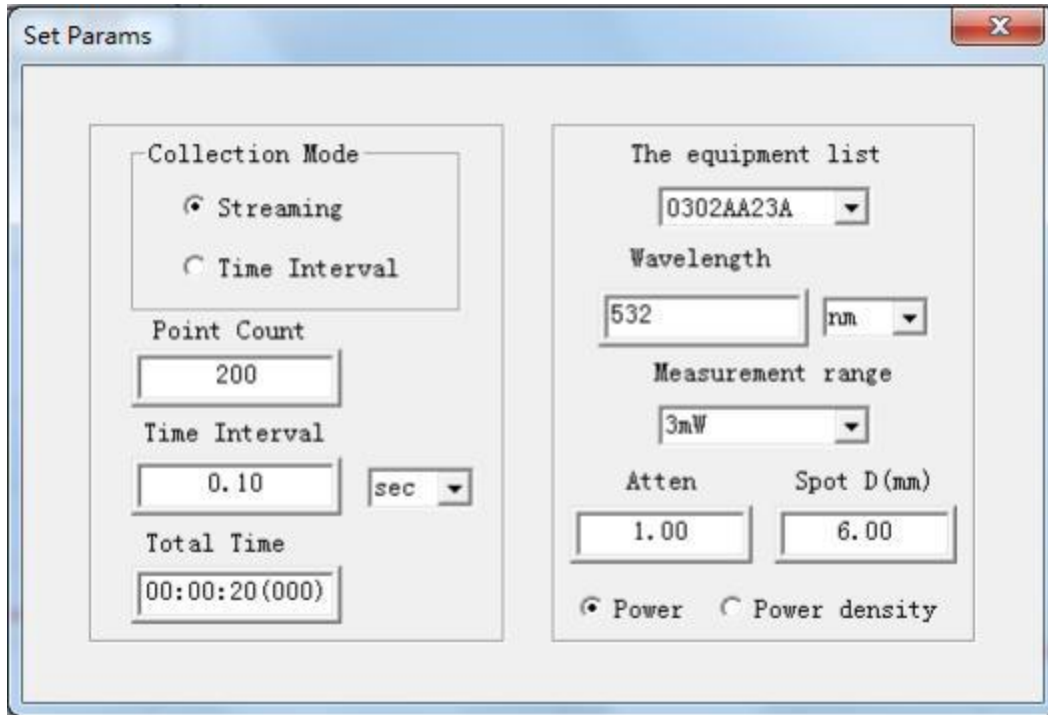 Set Params
Collection Mode
Streaming
Time Interval
Point Count
200
Time Interval
0.10
sec
Total Time
00:00:20(000)
The equipment list
0302AA23A
Wavelength
532
nm
Measurement range
3mW
Atten
Spot D(mm)
1.00
6.00
Power
Power density